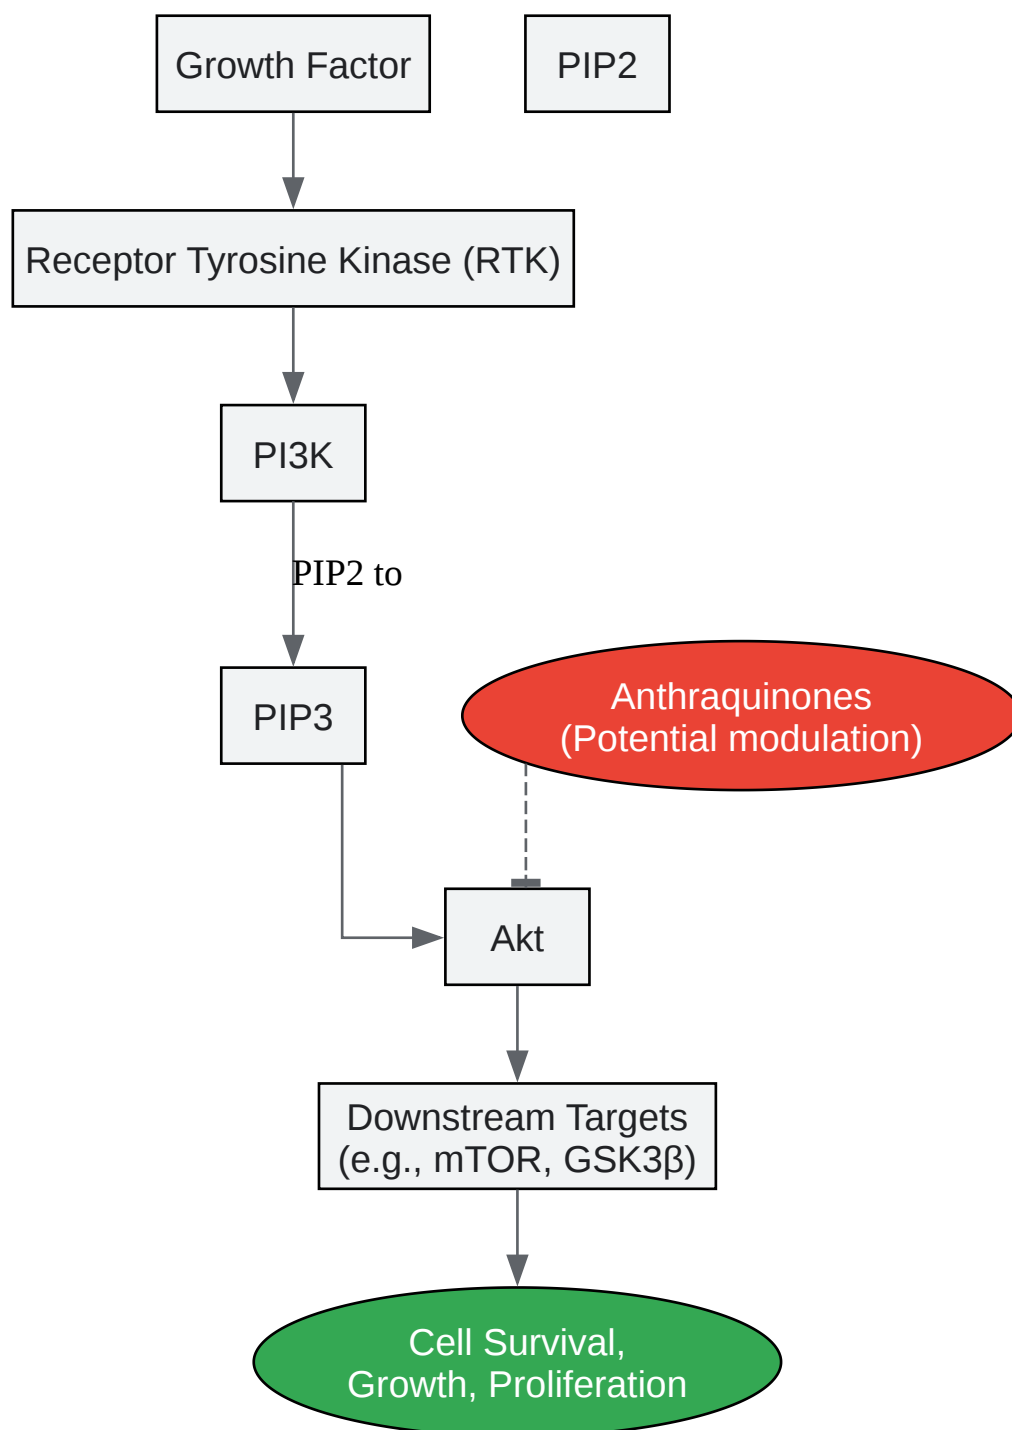 Growth Factor
PIP2
Receptor Tyrosine Kinase (RTK)
PI3K
PIP2 to
PIP3
Anthraquinones
(Potential modulation)
Akt
Downstream Targets
(e.g., mTOR, GSK3β)
Cell Survival,
Growth, Proliferation